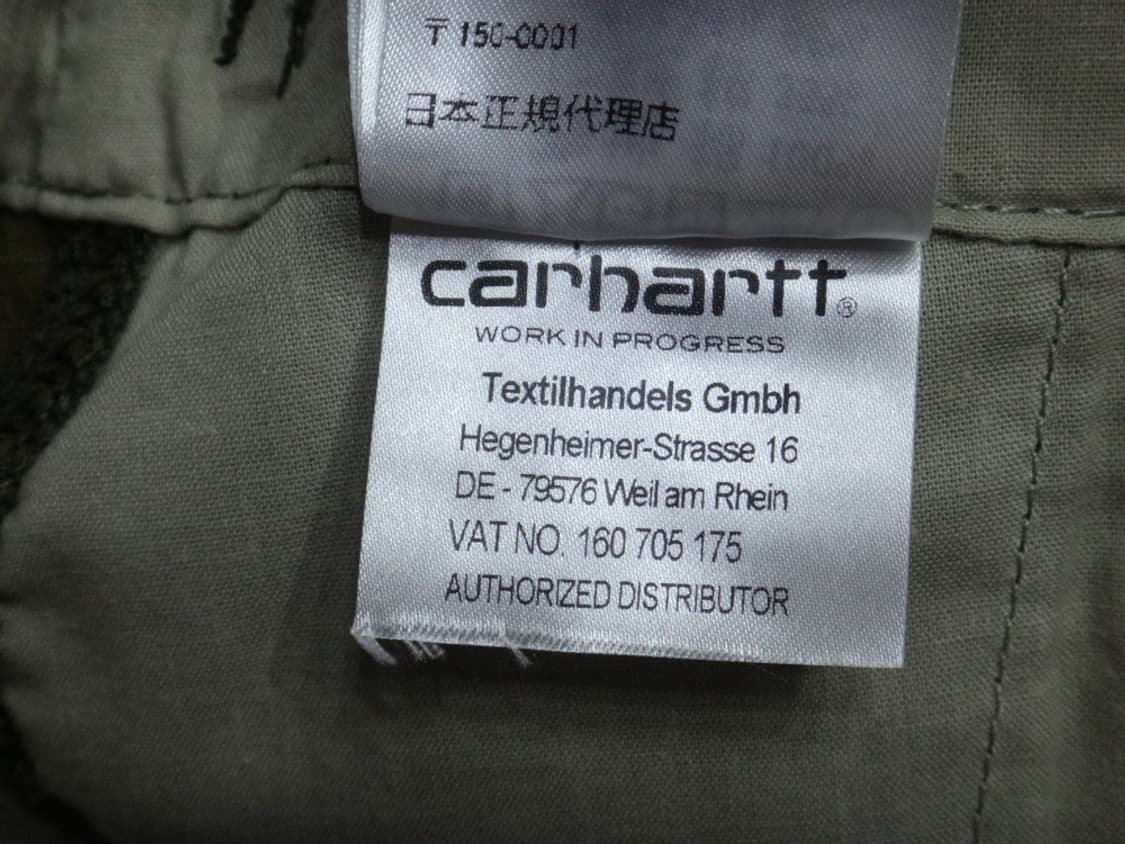 〒150-0001
日本正規代理店
carhartt®
WORK IN PROGRESS
Textilhandels Gmbh
Hegenheimer-Strasse 16
DE - 79576 Weil am Rhein
VAT NO. 160 705 175
AUTHORIZED DISTRIBUTOR